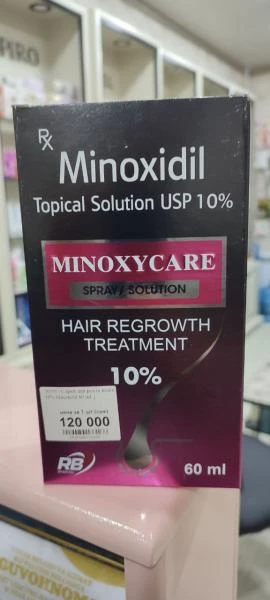 Rx
Minoxidil
Topical Solution USP 10%
MINOXYCARE
SPRAY/ SOLUTION
HAIR REGROWTH
TREATMENT
10%
120 000
RB
60 ml